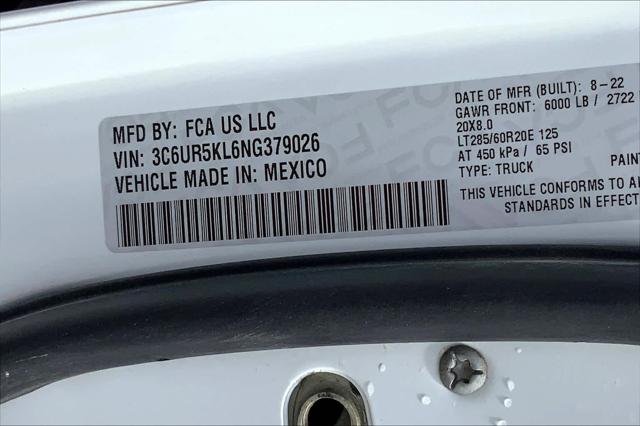 MFD BY: FCA US LLC
VIN: 3C6UR5KL6NG379026
VEHICLE MADE IN: MEXICO
DATE OF MFR (BUILT): 8-22
GAWR FRONT: 6000 LB / 2722
20X8.0
LT285/60R20E 125
AT 450 kPa / 65 PSI
TYPE: TRUCK
THIS VEHICLE CONFORMS TO
STANDARDS IN EFFECT